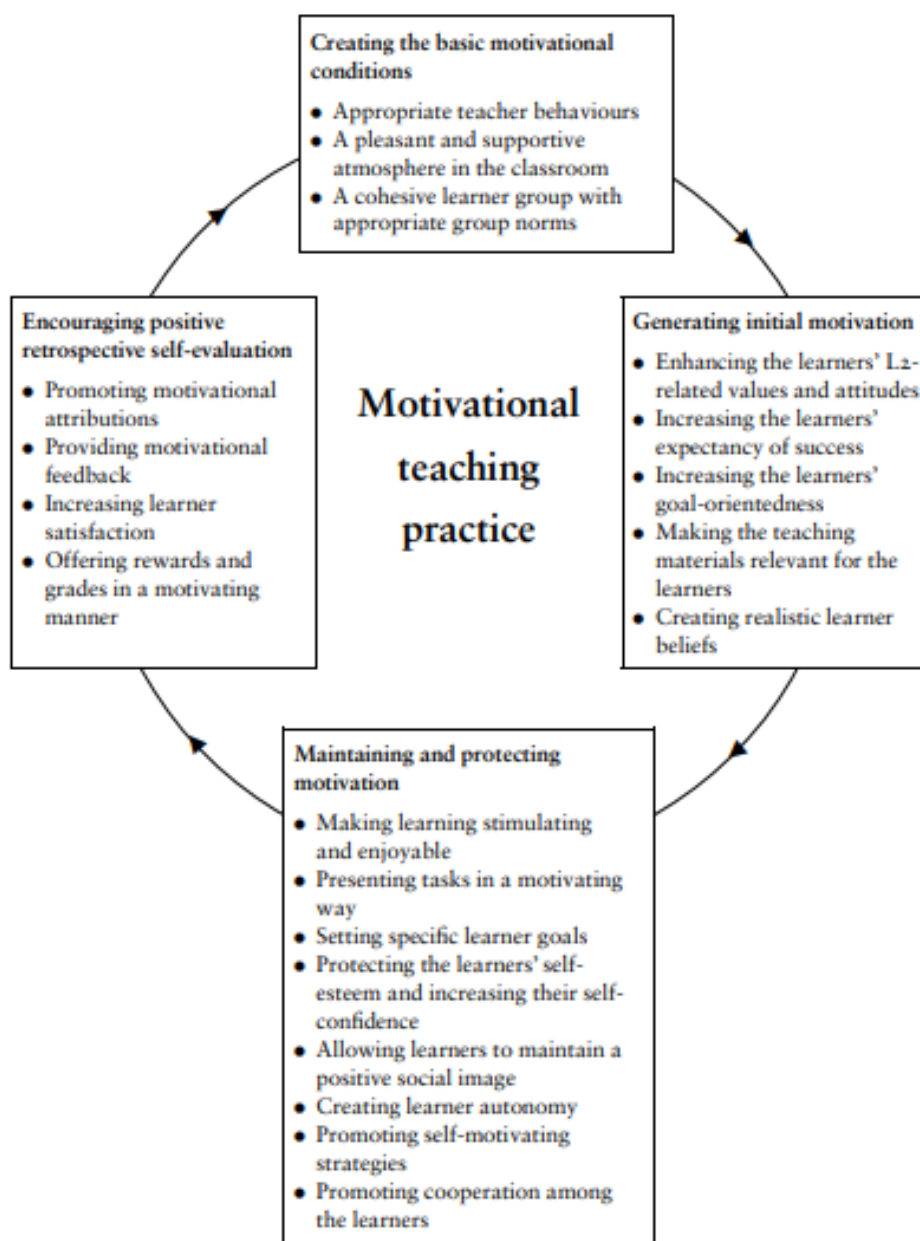 Creating the basic motivational
conditions
● Appropriate teacher behaviours
● A pleasant and supportive
atmosphere in the classroom
● A cohesive learner group with
appropriate group norms
Encouraging positive
retrospective self-evaluation
● Promoting motivational
attributions
● Providing motivational
feedback
● Increasing learner
satisfaction
● Offering rewards and
grades in a motivating
manner
Motivational
teaching
practice
Generating initial motivation
● Enhancing the learners' L2-
related values and attitudes
● Increasing the learners'
expectancy of success
● Increasing the learners'
goal-orientedness
● Making the teaching
materials relevant for the
learners
● Creating realistic learner
beliefs
Maintaining and protecting
motivation
● Making learning stimulating
and enjoyable
● Presenting tasks in a motivating
way
● Setting specific learner goals
● Protecting the learners' self-
esteem and increasing their self-
confidence
● Allowing learners to maintain a
positive social image
● Creating learner autonomy
● Promoting self-motivating
strategies
● Promoting cooperation among
the learners